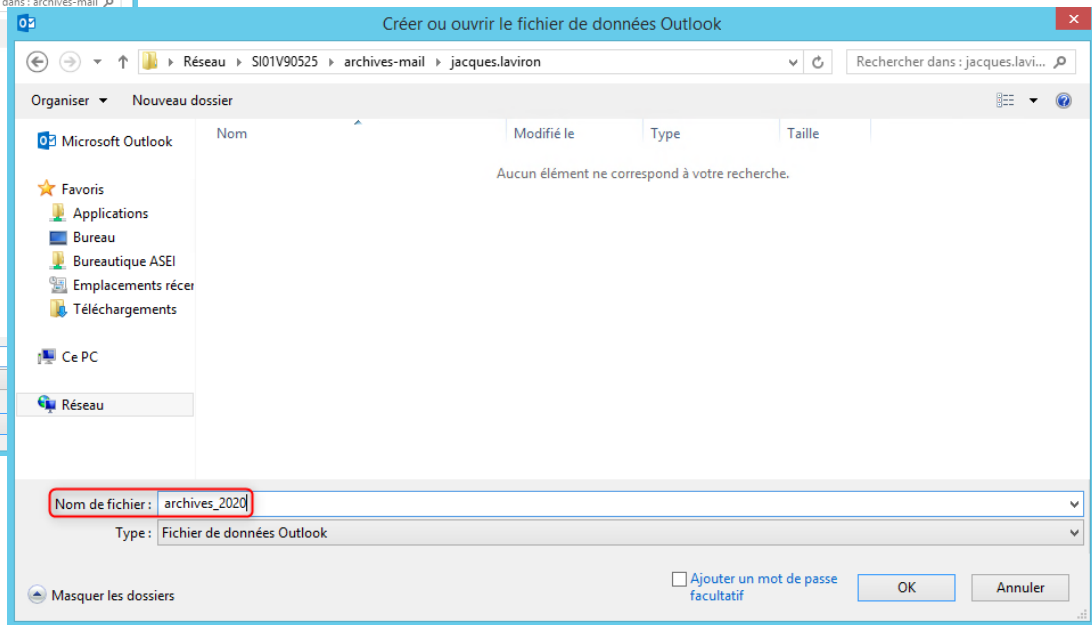 dans : archives-mail
Créer ou ouvrir le fichier de données Outlook
Réseau SI01V90525 archives-mail jacques.laviron
Rechercher dans : jacques.lavi...
Organiser Nouveau dossier
Microsoft Outlook
Nom Modifié le Type Taille
Aucun élément ne correspond à votre recherche.
Favoris
Applications
Bureau
Bureautique ASEI
Emplacements récer
Téléchargements
Ce PC
Réseau
Nom de fichier : archives_2020
Type : Fichier de données Outlook
Ajouter un mot de passe
facultatif
OK
Annuler
Masquer les dossiers